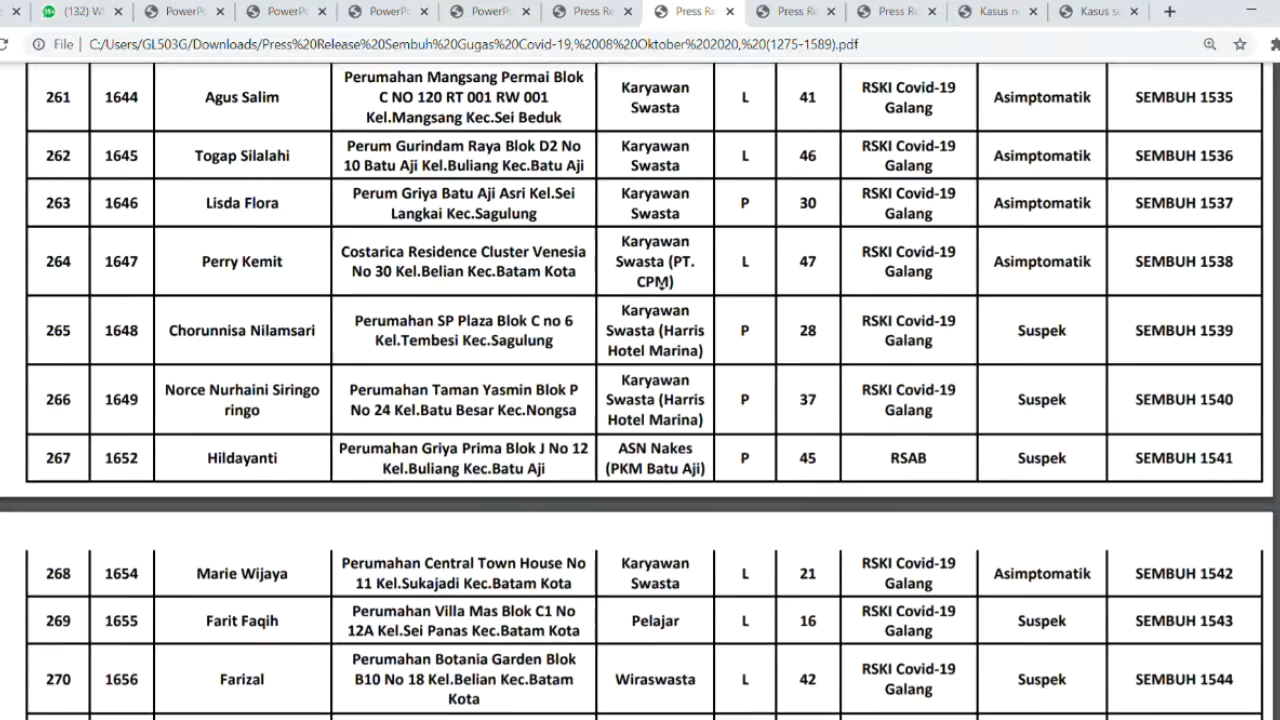 (132) W
PowerP
PowerP
PowerP
PowerP
Press Re
Press Re
Press Re
Press Re
Kasus
Kasus
File | C:/Users/GL503G/Downloads/Press%20Release%20Sembuh%20Gugas%20Covid-19,%2008%20Oktober%202020,%20(1275-1589).pdf
261 1644 Agus Salim Perumahan Mangsang Permai Blok
C NO 120 RT 001 RW 001
Kel.Mangsang Kec.Sei Beduk Karyawan
Swasta L 41 RSKI Covid-19
Galang Asimptomatik SEMBUH 1535
262 1645 Togap Silalahi Perum Gurindam Raya Blok D2 No
10 Batu Aji Kel.Buliang Kec.Batu Aji Karyawan
Swasta L 46 RSKI Covid-19
Galang Asimptomatik SEMBUH 1536
263 1646 Lisda Flora Perum Griya Batu Aji Asri Kel.Sei
Langkai Kec.Sagulung Karyawan
Swasta P 30 RSKI Covid-19
Galang Asimptomatik SEMBUH 1537
264 1647 Perry Kemit Costarica Residence Cluster Venesia
No 30 Kel.Belian Kec.Batam Kota Karyawan
Swasta (PT.
CPM) L 47 RSKI Covid-19
Galang Asimptomatik SEMBUH 1538
265 1648 Chorunnisa Nilamsari Perumahan SP Plaza Blok C no 6
Kel.Tembesi Kec.Sagulung Karyawan
Swasta (Harris
Hotel Marina) P 28 RSKI Covid-19
Galang Suspek SEMBUH 1539
266 1649 Norce Nurhaini Siringo
ringo Perumahan Taman Yasmin Blok P
No 24 Kel.Batu Besar Kec.Nongsa Karyawan
Swasta (Harris
Hotel Marina) P 37 RSKI Covid-19
Galang Suspek SEMBUH 1540
267 1652 Hildayanti Perumahan Griya Prima Blok J No 12
Kel.Buliang Kec.Batu Aji ASN Nakes
(PKM Batu Aji) P 45 RSAB Suspek SEMBUH 1541
268 1654 Marie Wijaya Perumahan Central Town House No
11 Kel.Sukajadi Kec.Batam Kota Karyawan
Swasta L 21 RSKI Covid-19
Galang Asimptomatik SEMBUH 1542
269 1655 Farit Faqih Perumahan Villa Mas Blok C1 No
12A Kel.Sei Panas Kec.Batam Kota Pelajar L 16 RSKI Covid-19
Galang Suspek SEMBUH 1543
270 1656 Farizal Perumahan Botania Garden Blok
B10 No 18 Kel.Belian Kec.Batam
Kota Wiraswasta L 42 RSKI Covid-19
Galang Suspek SEMBUH 1544